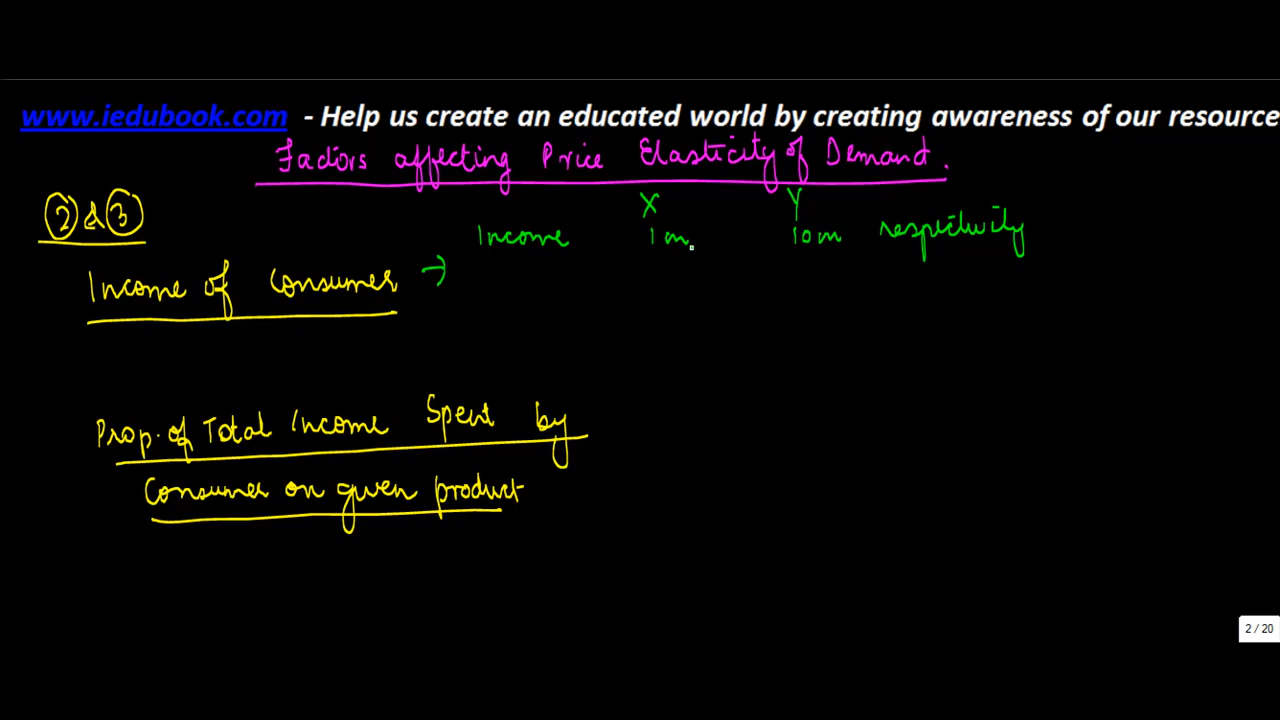 www.iedubook.com - Help us create an educated world by creating awareness of our resource
Factors affecting Price Elasticity of Demand.
2 & 3
X Y
Income 1m 10m respectivity
Income of Consumer →
Prop. of Total Income Spent by
Consumer on given product
2 / 20